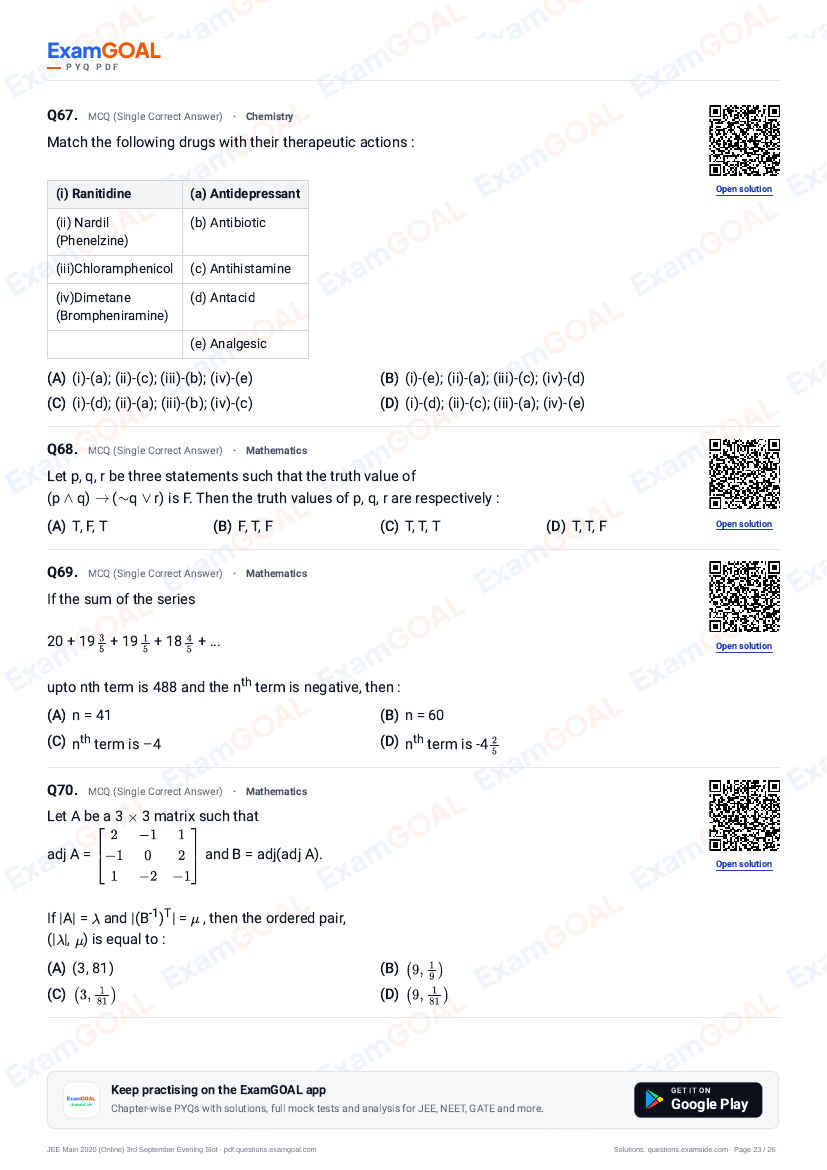 ExamGOAL
PYQ PDF
Q67. MCQ (Single Correct Answer) · Chemistry
Match the following drugs with their therapeutic actions :
Open solution
(i) Ranitidine (a) Antidepressant
(ii) Nardil (b) Antibiotic
(Phenelzine)
(iii)Chloramphenicol (c) Antihistamine
(iv)Dimetane (d) Antacid
(Brompheniramine)
(e) Analgesic
(A) (i)-(a); (ii)-(c); (iii)-(b); (iv)-(e) (B) (i)-(e); (ii)-(a); (iii)-(c); (iv)-(d)
(C) (i)-(d); (ii)-(a); (iii)-(b); (iv)-(c) (D) (i)-(d); (ii)-(c); (iii)-(a); (iv)-(e)
Q68. MCQ (Single Correct Answer) · Mathematics
Let p, q, r be three statements such that the truth value of
(p ∧ q) → (∼q ∨ r) is F. Then the truth values of p, q, r are respectively :
(A) T, F, T (B) F, T, F (C) T, T, T (D) T, T, F
Open solution
Q69. MCQ (Single Correct Answer) · Mathematics
If the sum of the series
20 + 19 3/5 + 19 1/5 + 18 4/5 + ...
Open solution
upto nth term is 488 and the n^th term is negative, then :
(A) n = 41 (B) n = 60
(C) n^th term is −4 (D) n^th term is -4 2/5
Q70. MCQ (Single Correct Answer) · Mathematics
Let A be a 3 × 3 matrix such that
adj A = [2 −1 1
−1 0 2
1 −2 −1] and B = adj(adj A).
Open solution
If |A| = λ and |(B^-1)^T| = μ , then the ordered pair,
(|λ|, μ) is equal to :
(A) (3, 81) (B) (9, 1/9)
(C) (3, 1/81) (D) (9, 1/81)
ExamGOAL
Keep practising on the ExamGOAL app
Chapter-wise PYQs with solutions, full mock tests and analysis for JEE, NEET, GATE and more.
GET IT ON
Google Play
JEE Main 2020 (Online) 3rd September Evening Slot · pdf.questions.examgoal.com Solutions: questions.examside.com · Page 23 / 26